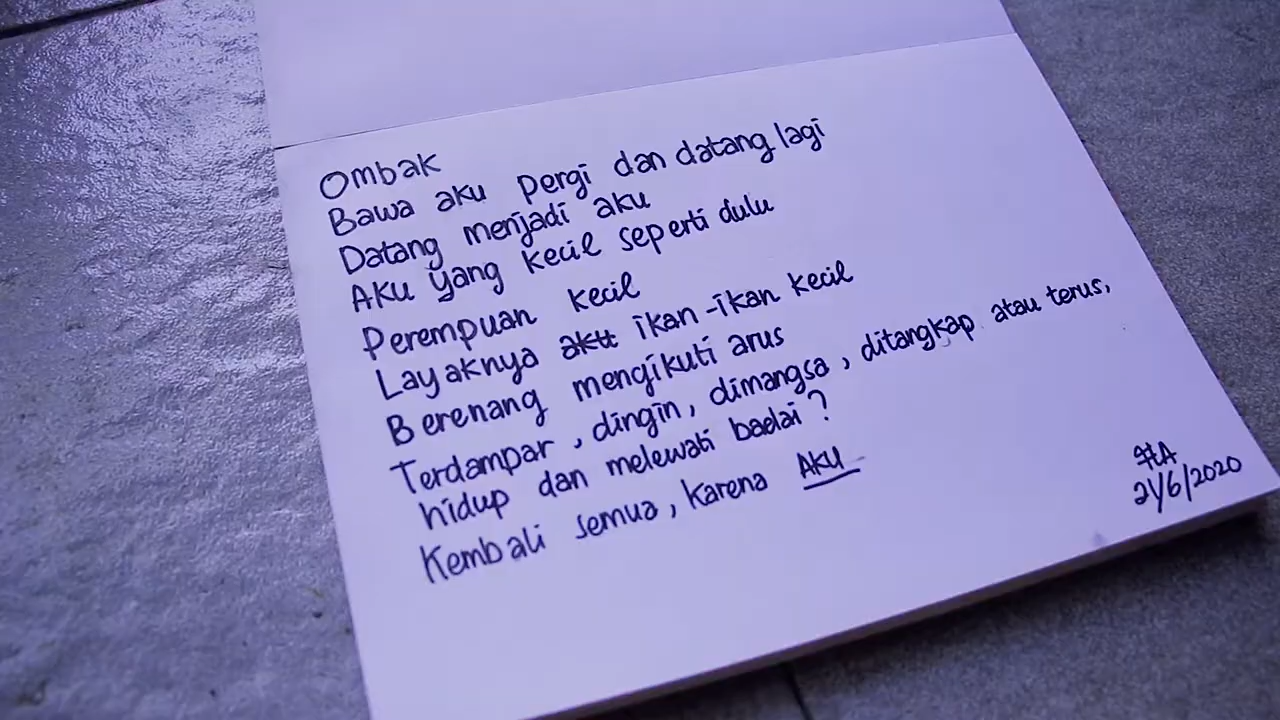 Ombak
Bawa aku pergi dan datang lagi
Datang menjadi aku
Aku yang kecil seperti dulu
Perempuan kecil
Layaknya aku ikan-ikan kecil
Berenang mengikuti arus
Terdampar, dingin, dimangsa, ditangkap atau terus,
hidup dan melewati badai?
Kembali semua, karena AKU
21/6/2020